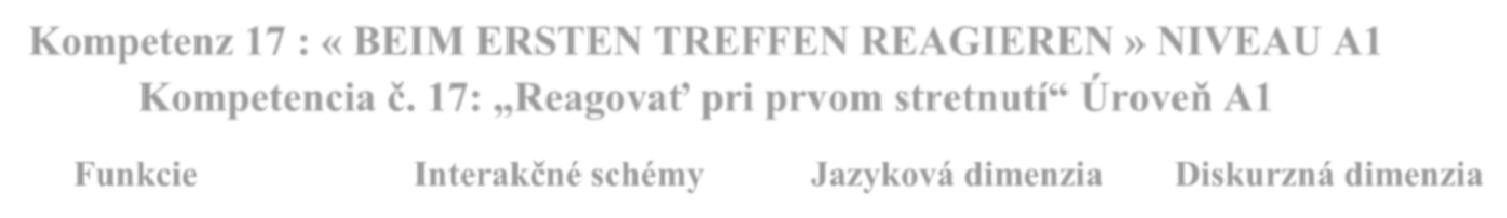 Kompetenz 17 : « BEIM ERSTEN TREFFEN REAGIEREN » NIVEAU A1
Kompetencia č. 17: „Reagovať pri prvom stretnutí“ Úroveň A1
Funkcie Interakčné schémy Jazyková dimenzia Diskurzná dimenzia